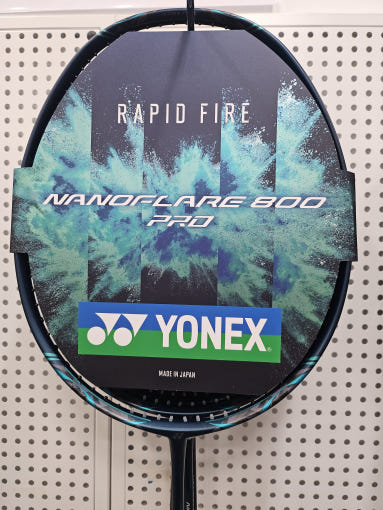 RAPID FIRE
NANOFLARE 800
PRO
YONEX
MADE IN JAPAN